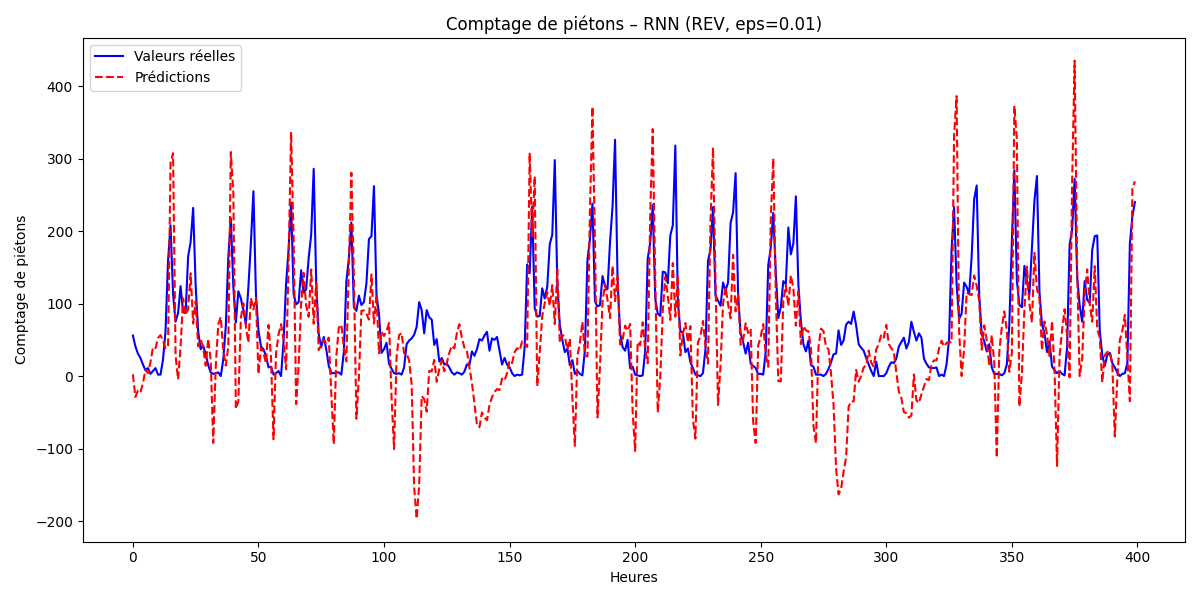 Comptage de piétons – RNN (REV, eps=0.01)
Valeurs réelles
Prédictions
Comptage de piétons
400
300
200
100
0
−100
−200
0 50 100 150 200 250 300 350 400
Heures